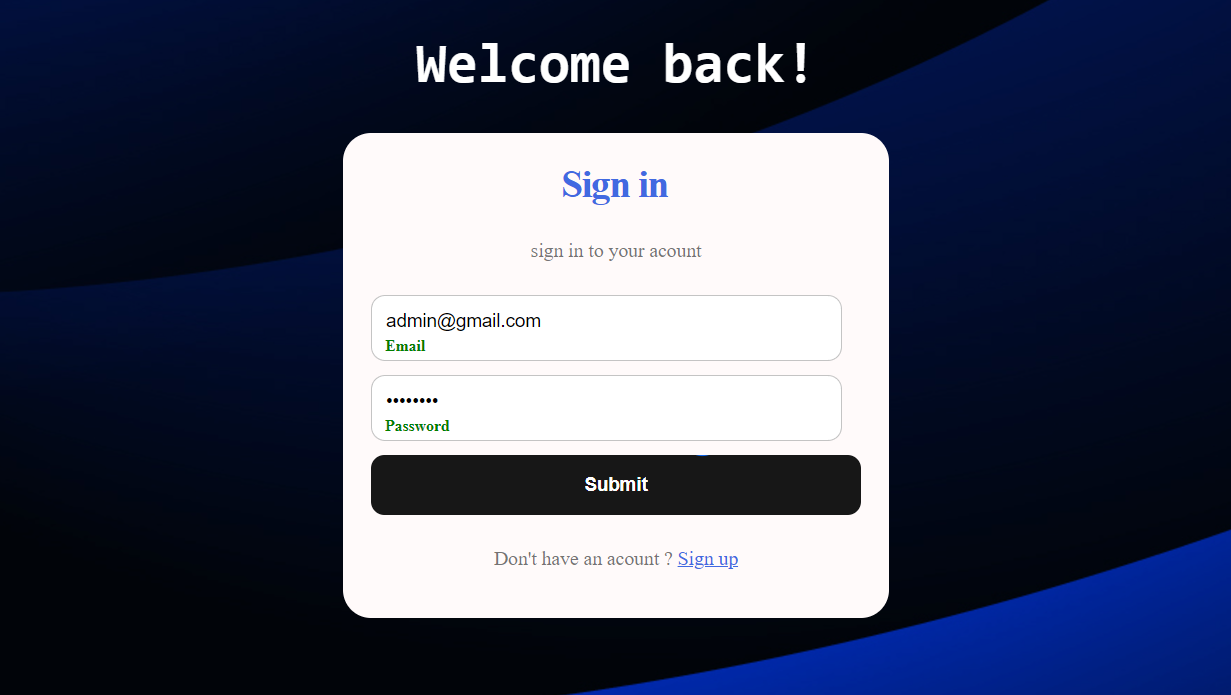 Welcome back!
Sign in
sign in to your acount
admin@gmail.com
Email
••••••••
Password
Submit
Don't have an acount ? Sign up